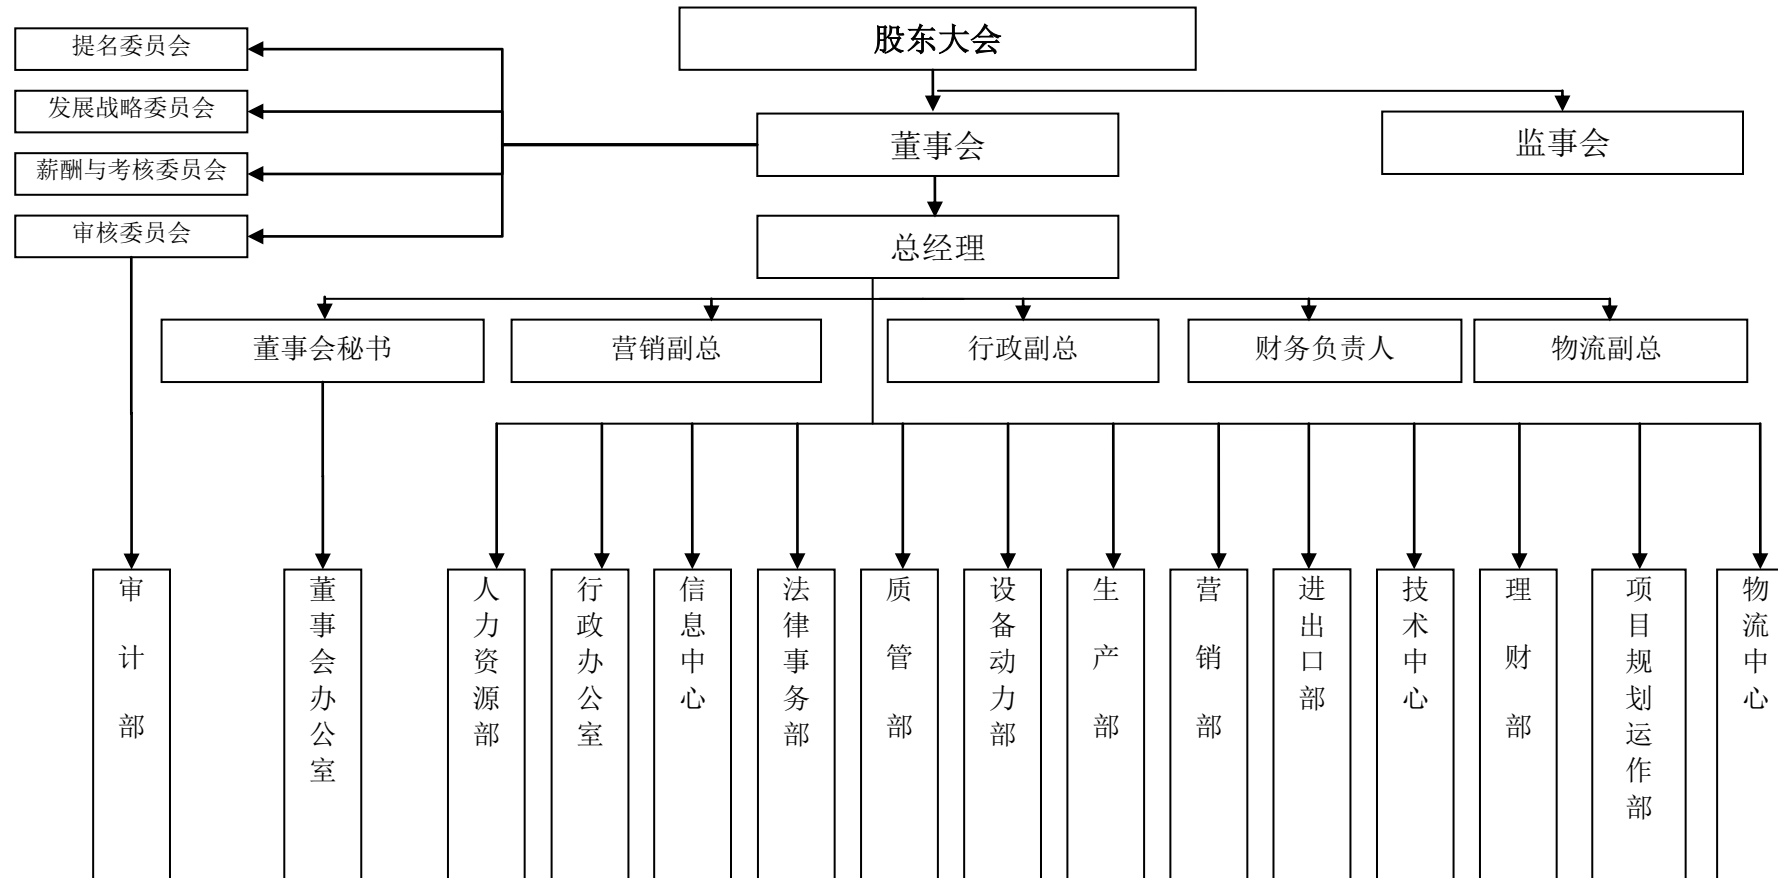 股东大会
提名委员会
发展战略委员会
薪酬与考核委员会
审核委员会
董事会
监事会
总经理
董事会秘书
营销副总
行政副总
财务负责人
物流副总
审计部
董事会办公室
人力资源部
行政办公室
信息中心
法律事务部
质管部
设备动力部
生产部
营销部
进出口部
技术中心
理财部
项目规划运作部
物流中心